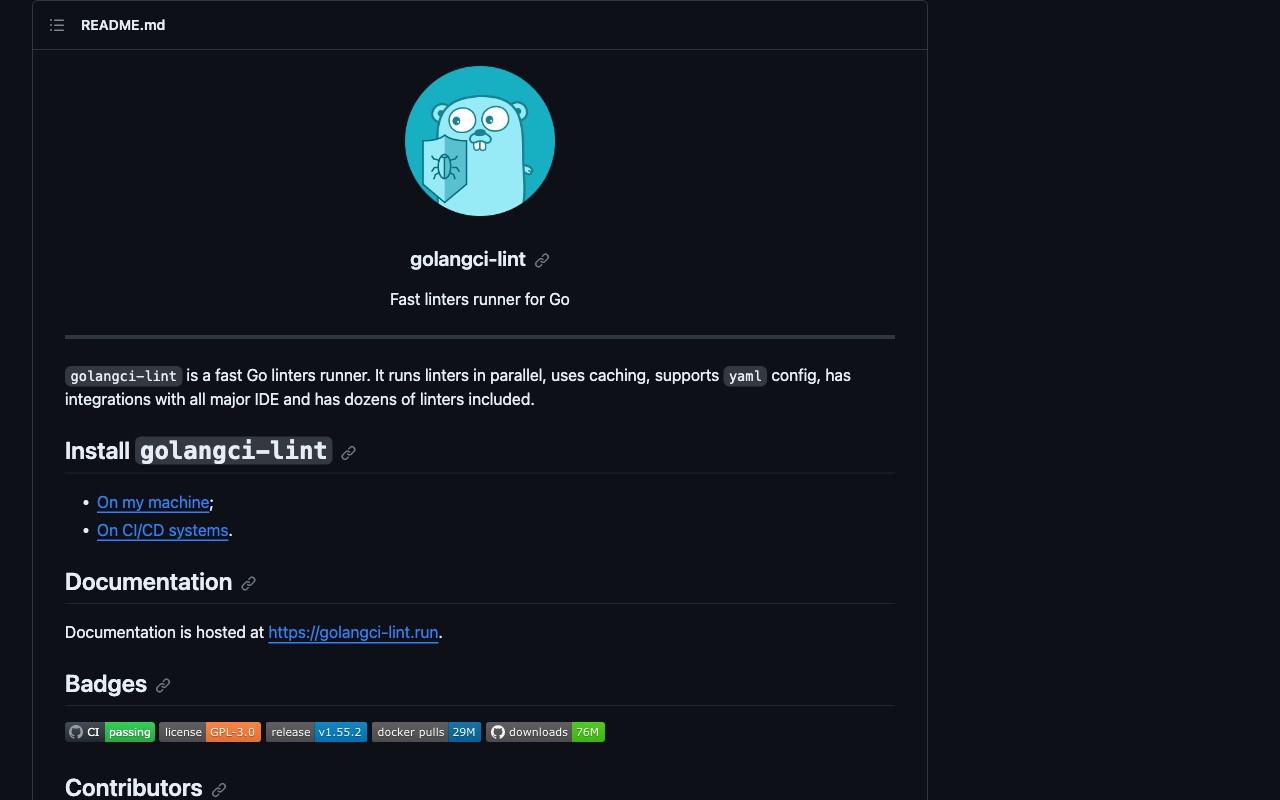 README.md
golangci-lint
Fast linters runner for Go
golangci-lint is a fast Go linters runner. It runs linters in parallel, uses caching, supports yaml config, has
integrations with all major IDE and has dozens of linters included.
Install golangci-lint
• On my machine;
• On CI/CD systems.
Documentation
Documentation is hosted at https://golangci-lint.run.
Badges
CI passing license GPL-3.0 release v1.55.2 docker pulls 29M downloads 76M
Contributors